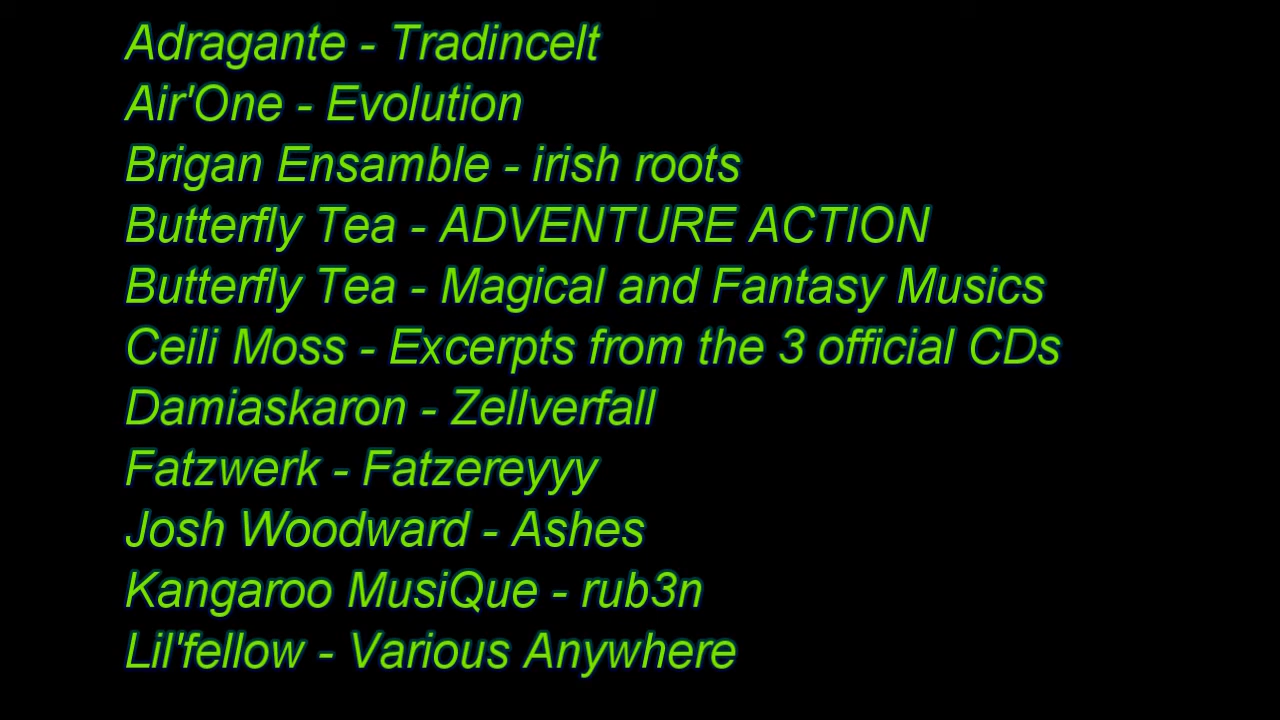 Adragante - Tradincelt
Air'One - Evolution
Brigan Ensamble - irish roots
Butterfly Tea - ADVENTURE ACTION
Butterfly Tea - Magical and Fantasy Musics
Ceili Moss - Excerpts from the 3 official CDs
Damiaskaron - Zellverfall
Fatzwerk - Fatzereyyy
Josh Woodward - Ashes
Kangaroo MusiQue - rub3n
Lil'fellow - Various Anywhere